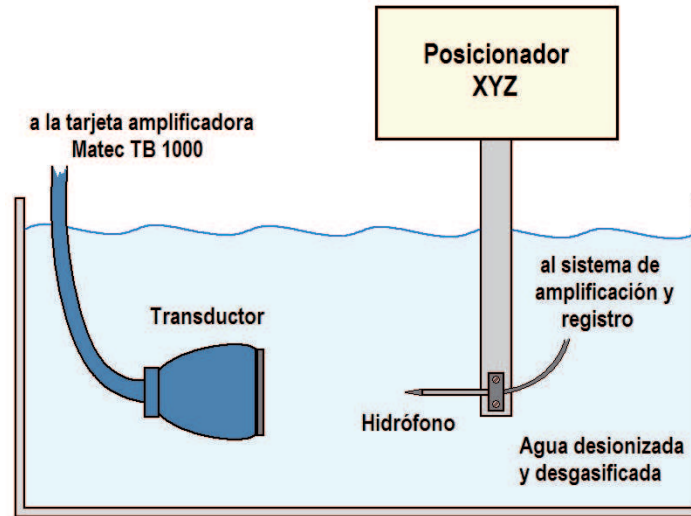 Posicionador
XYZ
a la tarjeta amplificadora
Matec TB 1000
al sistema de
amplificación y
registro
Transductor
Hidrófono
Agua desionizada
y desgasificada